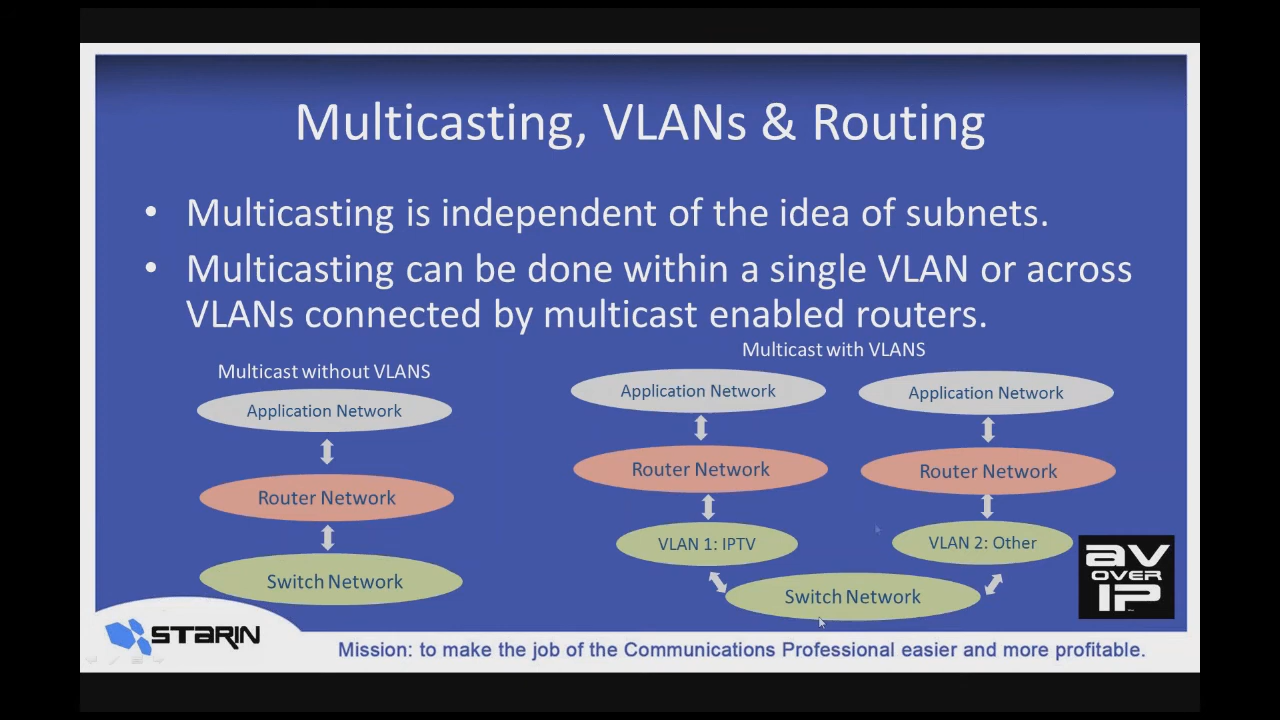 Multicasting, VLANs & Routing
• Multicasting is independent of the idea of subnets.
• Multicasting can be done within a single VLAN or across
VLANs connected by multicast enabled routers.
Multicast without VLANS
Application Network
Router Network
Switch Network
Multicast with VLANS
Application Network
Application Network
Router Network
Router Network
VLAN 1: IPTV
VLAN 2: Other
Switch Network
av
OVER
IP
STARIN
Mission: to make the job of the Communications Professional easier and more profitable.